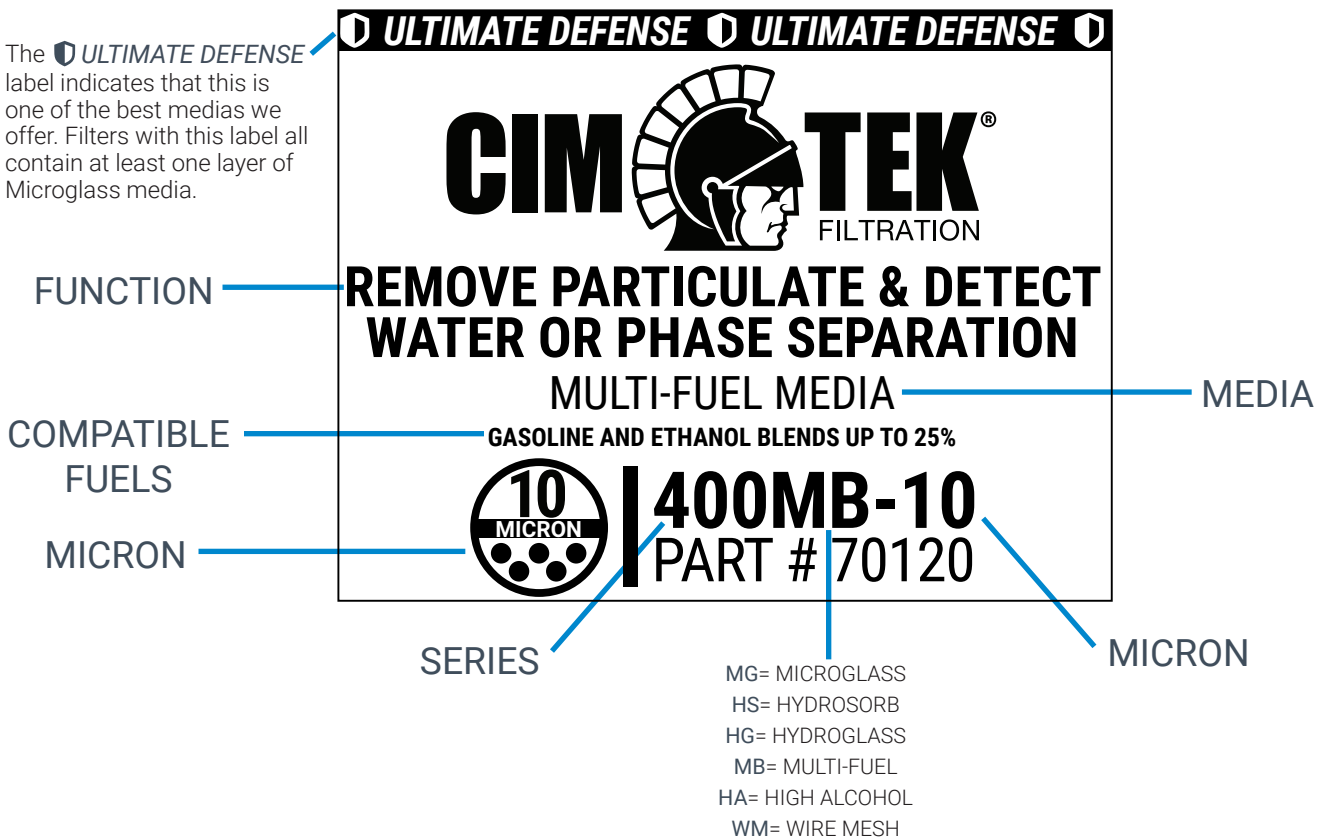 ULTIMATE DEFENSE ULTIMATE DEFENSE
The ULTIMATE DEFENSE
label indicates that this is
one of the best medias we
offer. Filters with this label all
contain at least one layer of
Microglass media.
CIM TEK®
FILTRATION
FUNCTION
REMOVE PARTICULATE & DETECT
WATER OR PHASE SEPARATION
MULTI-FUEL MEDIA
MEDIA
COMPATIBLE
FUELS
GASOLINE AND ETHANOL BLENDS UP TO 25%
MICRON
10
MICRON
400MB-10
PART # 70120
SERIES
MICRON
MG= MICROGLASS
HS= HYDROSORB
HG= HYDROGLASS
MB= MULTI-FUEL
HA= HIGH ALCOHOL
WM= WIRE MESH